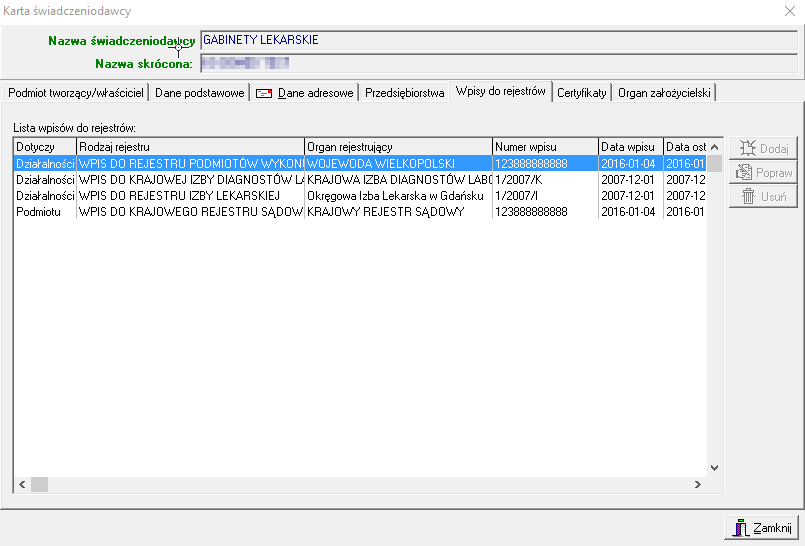 Karta świadczeniodawcy
Nazwa świadczeniodawcy GABINETY LEKARSKIE
Nazwa skrócona:
Podmiot tworzący/właściciel Dane podstawowe Dane adresowe Przedsiębiorstwa Wpisy do rejestrów Certyfikaty Organ założycielski
Lista wpisów do rejestrów:
Dotyczy Rodzaj rejestru Organ rejestrujący Numer wpisu Data wpisu Data ost
Działalności WPIS DO REJESTRU PODMIOTÓW WYKON WOJEWODA WIELKOPOLSKI 123888888888 2016-01-04 2016-01
Działalności WPIS DO KRAJOWEJ IZBY DIAGNOSTÓW LA KRAJOWA IZBA DIAGNOSTÓW LABO 1/2007/K 2007-12-01 2007-12
Działalności WPIS DO REJESTRU IZBY LEKARSKIEJ Okręgowa Izba Lekarska w Gdańsku 1/2007/I 2007-12-01 2007-12
Podmiotu WPIS DO KRAJOWEGO REJESTRU SĄDOW KRAJOWY REJESTR SĄDOWY 123888888888 2016-01-04 2016-01
Dodaj
Popraw
Usuń
Zamknij